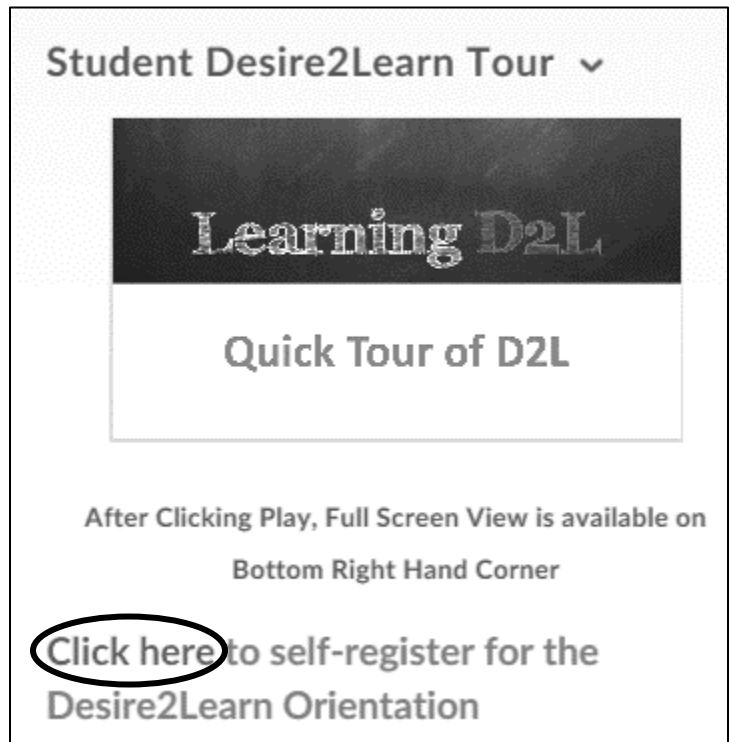 Student Desire2Learn Tour
Learning D2L
Quick Tour of D2L
After Clicking Play, Full Screen View is available on
Bottom Right Hand Corner
Click here to self-register for the
Desire2Learn Orientation